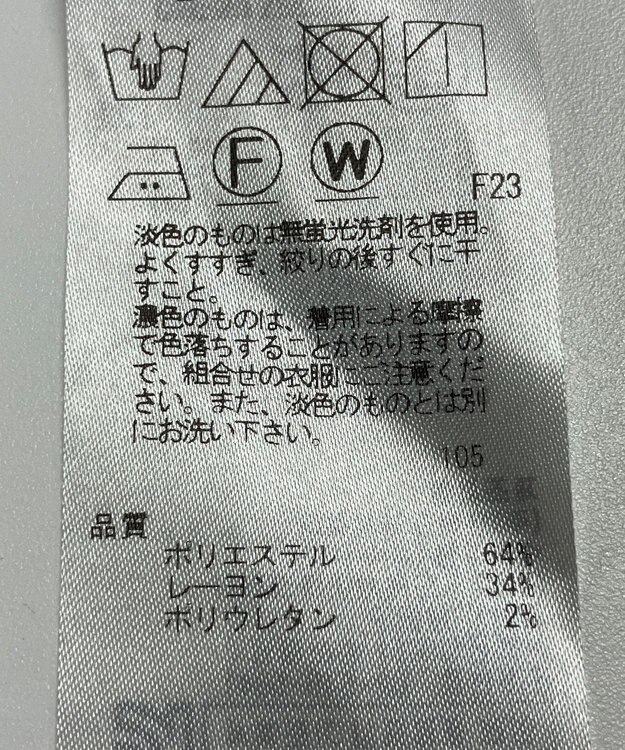 F W F23
淡色のものは無蛍光洗剤を使用。
よくすすぎ、絞りの後すぐに干
すこと。
濃色のものは、着用による摩擦
で色落ちすることがありますの
で、組合せの衣服にご注意くだ
さい。また、淡色のものとは別
にお洗い下さい。
105
品質
ポリエステル 64%
レーヨン 34%
ポリウレタン 2%